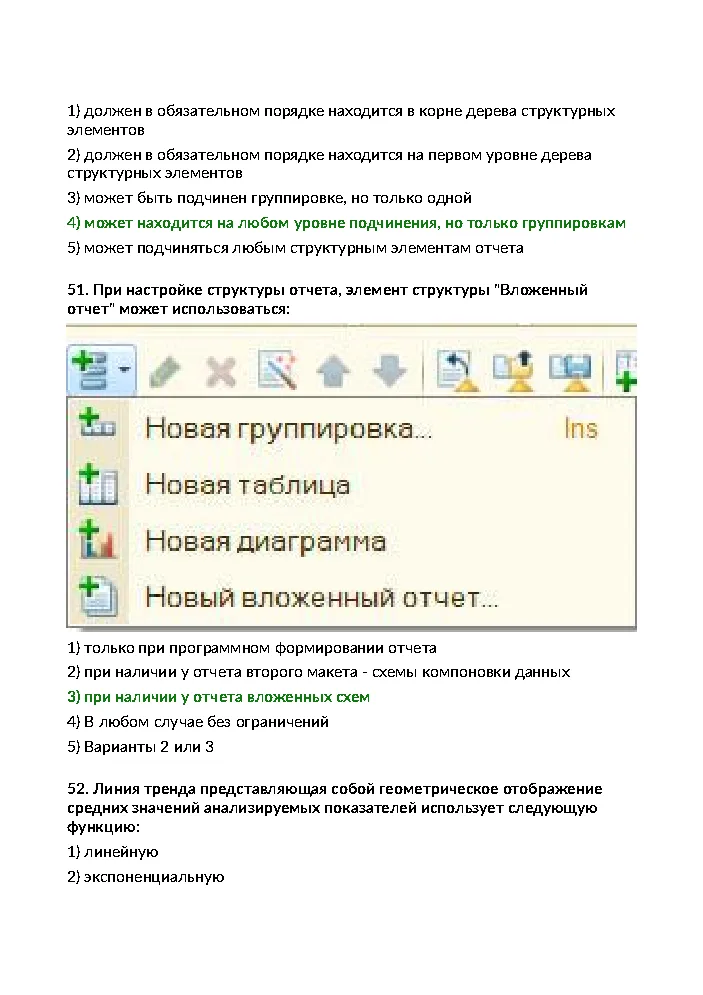 1) должен в обязательном порядке находится в корне дерева структурных
элементов
2) должен в обязательном порядке находится на первом уровне дерева
структурных элементов
3) может быть подчинен группировке, но только одной
4) может находится на любом уровне подчинения, но только группировкам
5) может подчиняться любым структурным элементам отчета
51. При настройке структуры отчета, элемент структуры "Вложенный
отчет" может использоваться:
Новая группировка... Ins
Новая таблица
Новая диаграмма
Новый вложенный отчет...
1) только при программном формировании отчета
2) при наличии у отчета второго макета - схемы компоновки данных
3) при наличии у отчета вложенных схем
4) В любом случае без ограничений
5) Варианты 2 или 3
52. Линия тренда представляющая собой геометрическое отображение
средних значений анализируемых показателей использует следующую
функцию:
1) линейную
2) экспоненциальную